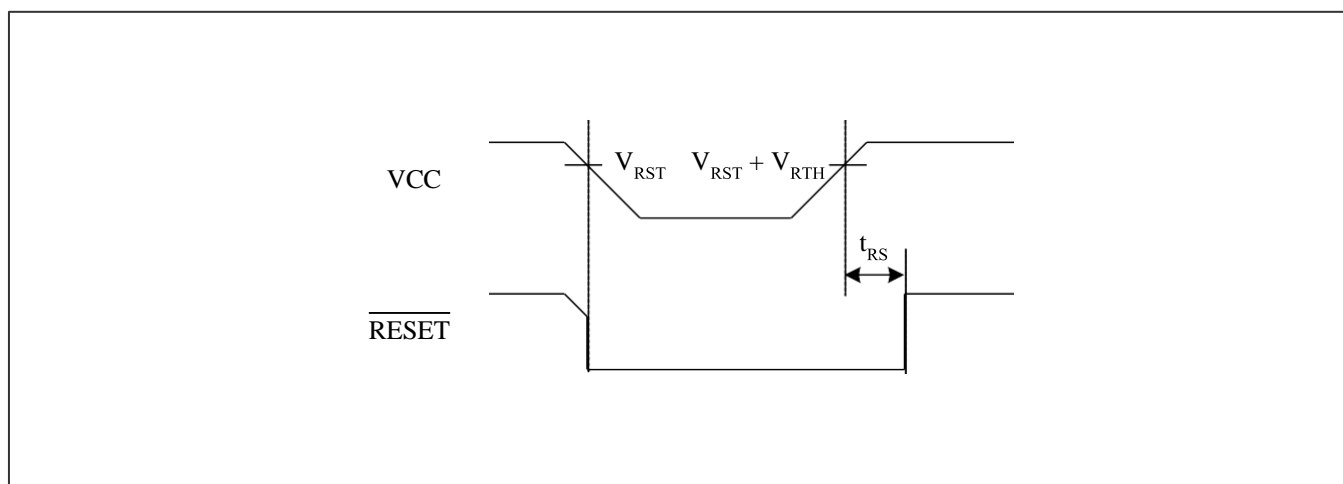 VCC
V_RST
V_RST + V_RTH
t_RS
RESET